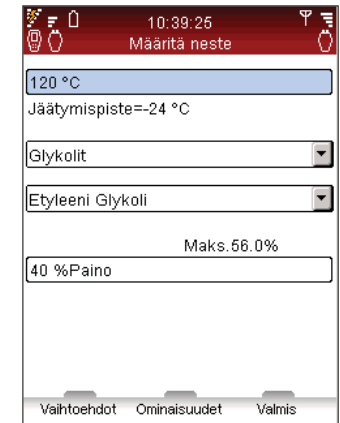 10:39:25
Määritä neste
120 °C
Jäätymispiste=-24 °C
Glykolit
Etyleeni Glykoli
Maks.56.0%
40 %Paino
Vaihtoehdot Ominaisuudet Valmis